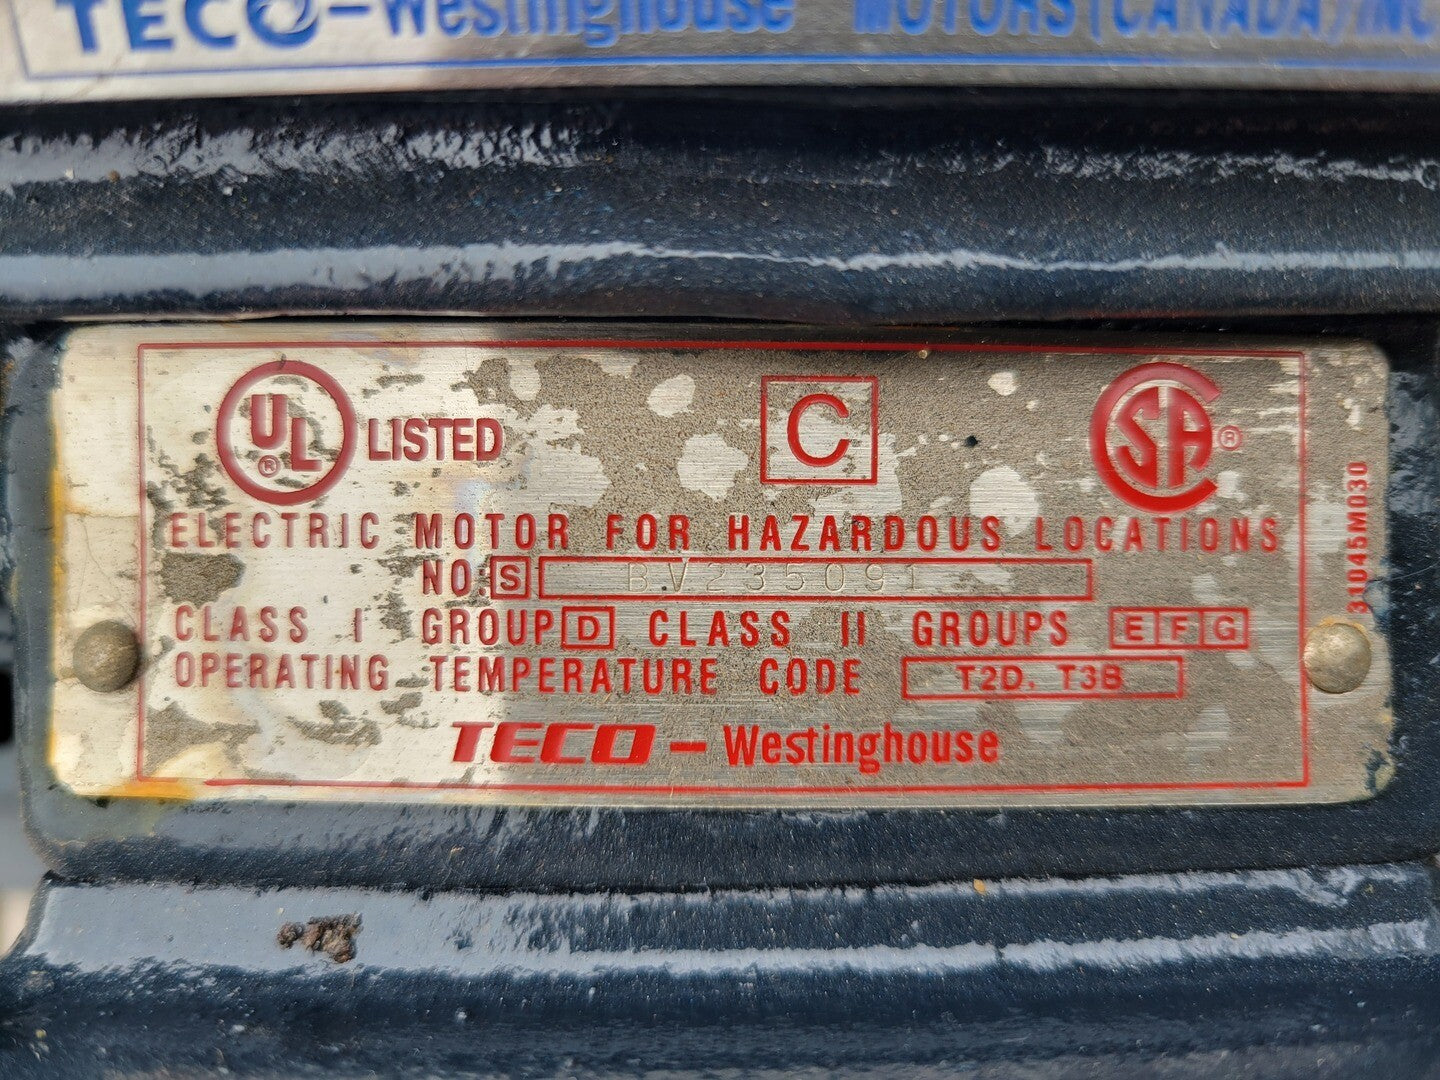 TECO-Westinghouse MOTORS (CANADA) INC
UL ® LISTED C CSA ®
ELECTRIC MOTOR FOR HAZARDOUS LOCATIONS
NO: S BV235091
CLASS I GROUP D CLASS II GROUPS E F G
OPERATING TEMPERATURE CODE T2D, T3B
TECO - Westinghouse
31045M030